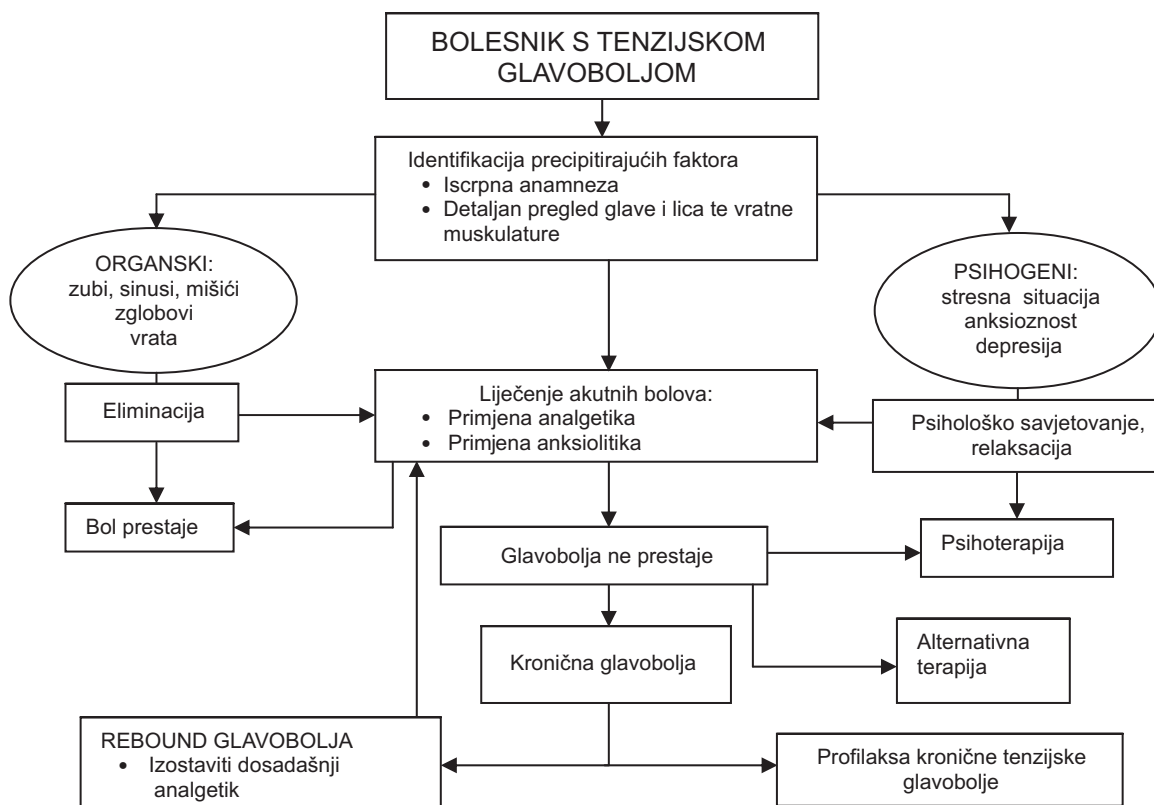 BOLESNIK S TENZIJSKOM
GLAVOBOLJOM
Identifikacija precipitirajućih faktora
• Iscrpna anamneza
• Detaljan pregled glave i lica te vratne
muskulature
ORGANSKI:
zubi, sinusi, mišići
zglobovi
vrata
PSIHOGENI:
stresna situacija
anksioznost
depresija
Eliminacija
Liječenje akutnih bolova:
• Primjena analgetika
• Primjena anksiolitika
Psihološko savjetovanje,
relaksacija
Bol prestaje
Glavobolja ne prestaje
Psihoterapija
Kronična glavobolja
Alternativna
terapija
REBOUND GLAVOBOLJA
• Izostaviti dosadašnji
analgetik
Profilaksa kronične tenzijske
glavobolje